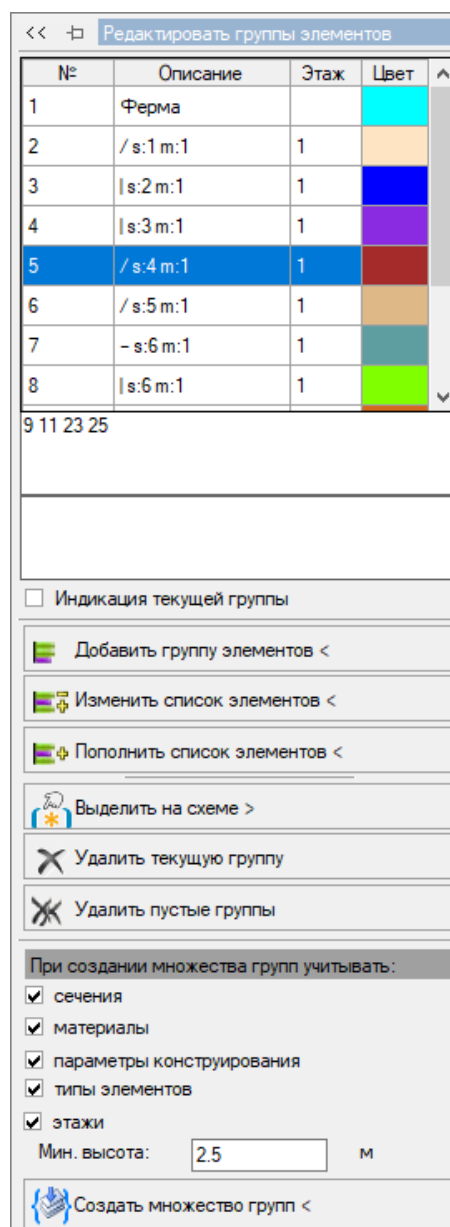 << Редактировать группы элементов
№ Описание Этаж Цвет
1 Ферма
2 / s:1 m:1 1
3 | s:2 m:1 1
4 | s:3 m:1 1
5 / s:4 m:1 1
6 / s:5 m:1 1
7 – s:6 m:1 1
8 | s:6 m:1 1
9 11 23 25
Индикация текущей группы
Добавить группу элементов <
Изменить список элементов <
Пополнить список элементов <
Выделить на схеме >
Удалить текущую группу
Удалить пустые группы
При создании множества групп учитывать:
сечения
материалы
параметры конструирования
типы элементов
этажи
Мин. высота: 2.5 м
Создать множество групп <